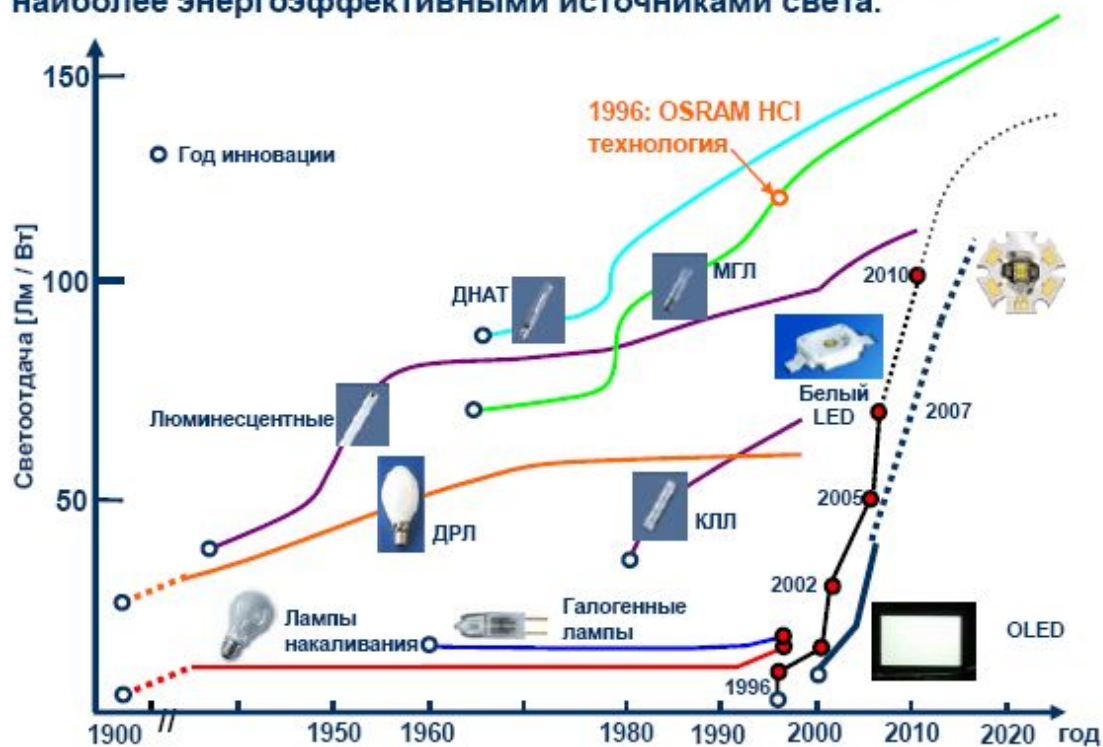 наиболее энергоэффективными источниками света.
150
1996: OSRAM HCI
технология
Год инновации
Светоотдача [Лм / Вт]
100
МГЛ
2010
ДНАТ
Белый
LED
2007
Люминесцентные
50
2005
ДРЛ
КЛЛ
2002
Лампы
накаливания
Галогенные
лампы
OLED
1996
1900 // 1950 1960 1980 1990 2000 2010 2020 год